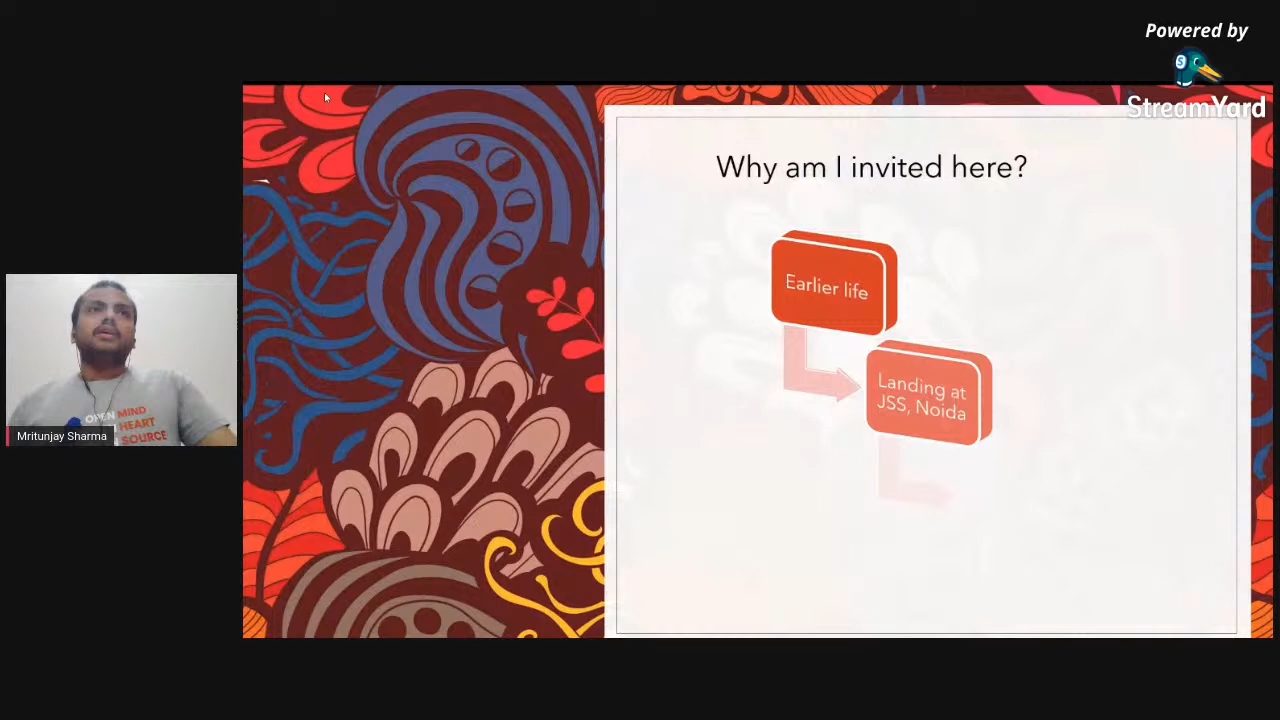 Powered by
StreamYard
Why am I invited here?
Earlier life
Landing at
JSS, Noida
OPEN MIND
HEART
SOURCE
Mritunjay Sharma